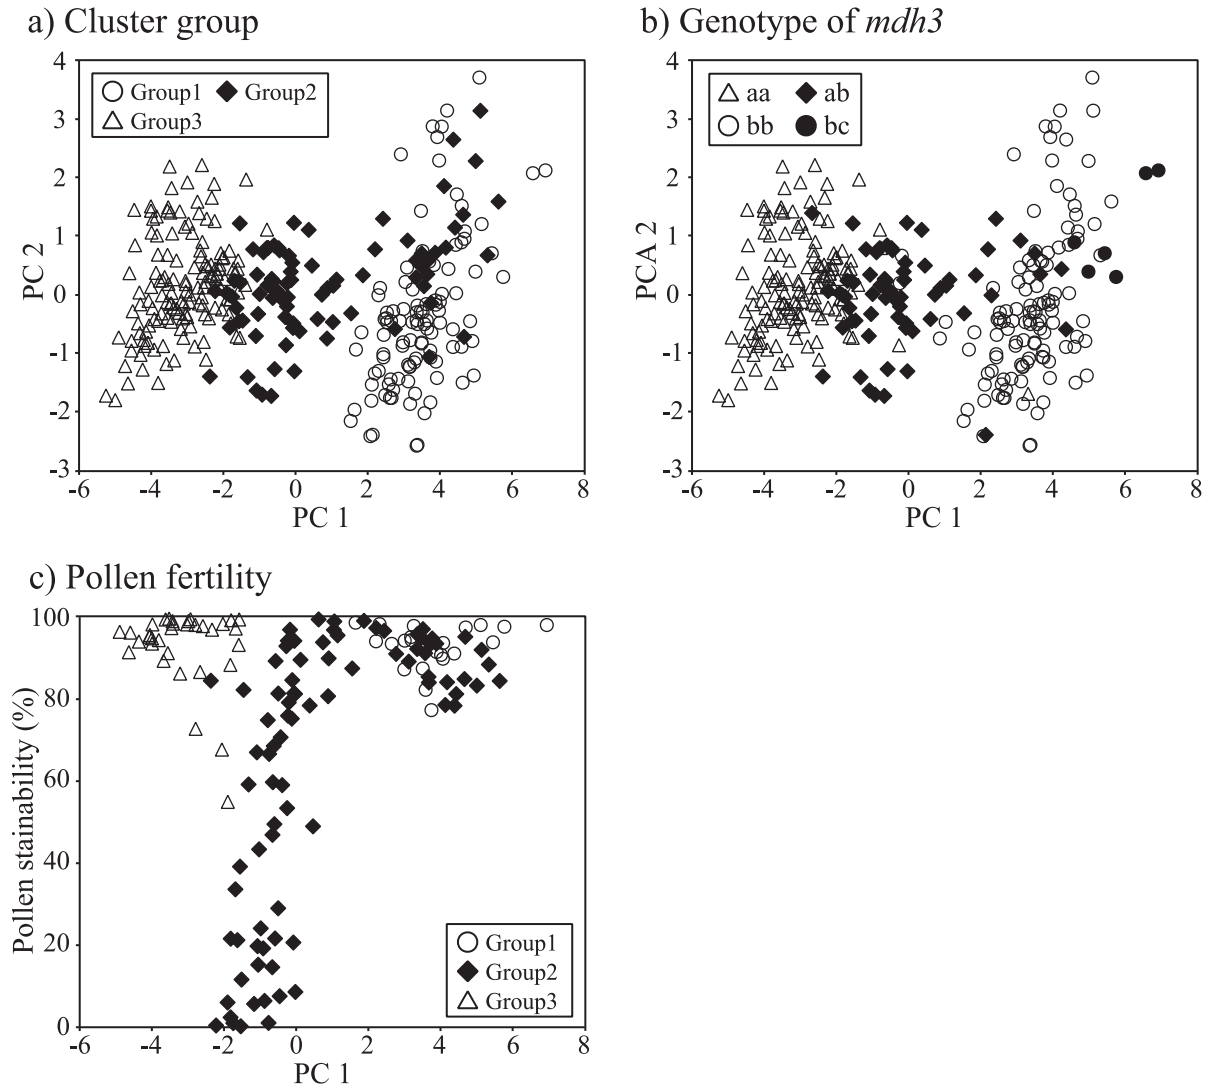 a) Cluster group
b) Genotype of mdh3
4
3
2
1
0
-1
-2
-3
PC 2
Group1
Group2
Group3
-6
-4
-2
0
2
4
6
8
PC 1
4
3
2
1
0
-1
-2
-3
PCA 2
aa
ab
bb
bc
-6
-4
-2
0
2
4
6
8
PC 1
c) Pollen fertility
100
80
60
40
20
0
Pollen stainability (%)
Group1
Group2
Group3
-6
-4
-2
0
2
4
6
8
PC 1